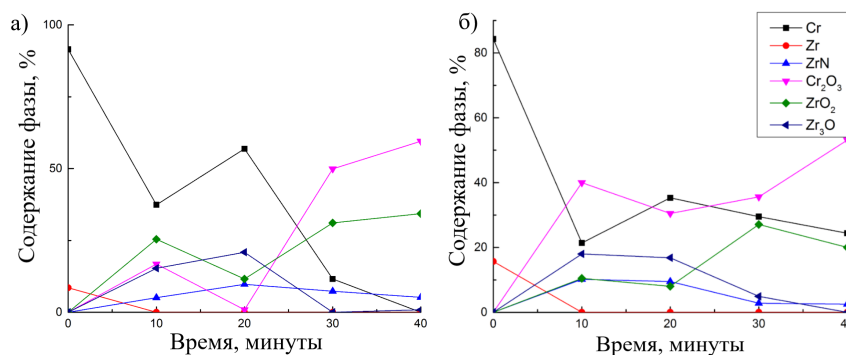 а)
100
50
0
0
10
20
30
40
Содержание фазы, %
Время, минуты
б)
80
60
40
20
0
0
10
20
30
Содержание фазы, %
Время, минуты
Cr
Zr
ZrN
Cr₂O₃
ZrO₂
Zr₃O